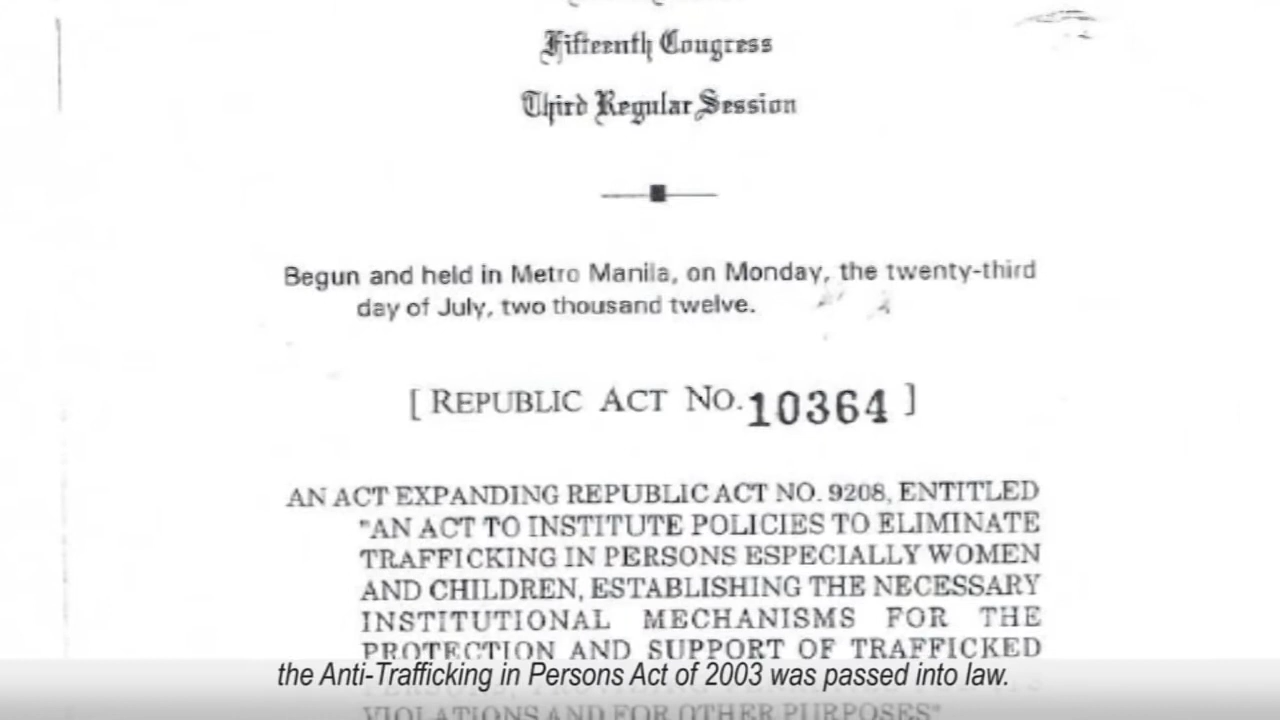 Fifteenth Congress
Third Regular Session
Begun and held in Metro Manila, on Monday, the twenty-third
day of July, two thousand twelve.
[ REPUBLIC ACT NO. 10364 ]
AN ACT EXPANDING REPUBLIC ACT NO. 9208, ENTITLED
"AN ACT TO INSTITUTE POLICIES TO ELIMINATE
TRAFFICKING IN PERSONS ESPECIALLY WOMEN
AND CHILDREN, ESTABLISHING THE NECESSARY
INSTITUTIONAL MECHANISMS FOR THE
PROTECTION AND SUPPORT OF TRAFFICKED
the Anti-Trafficking in Persons Act of 2003 was passed into law.
VIOLATIONS AND FOR OTHER PURPOSES"